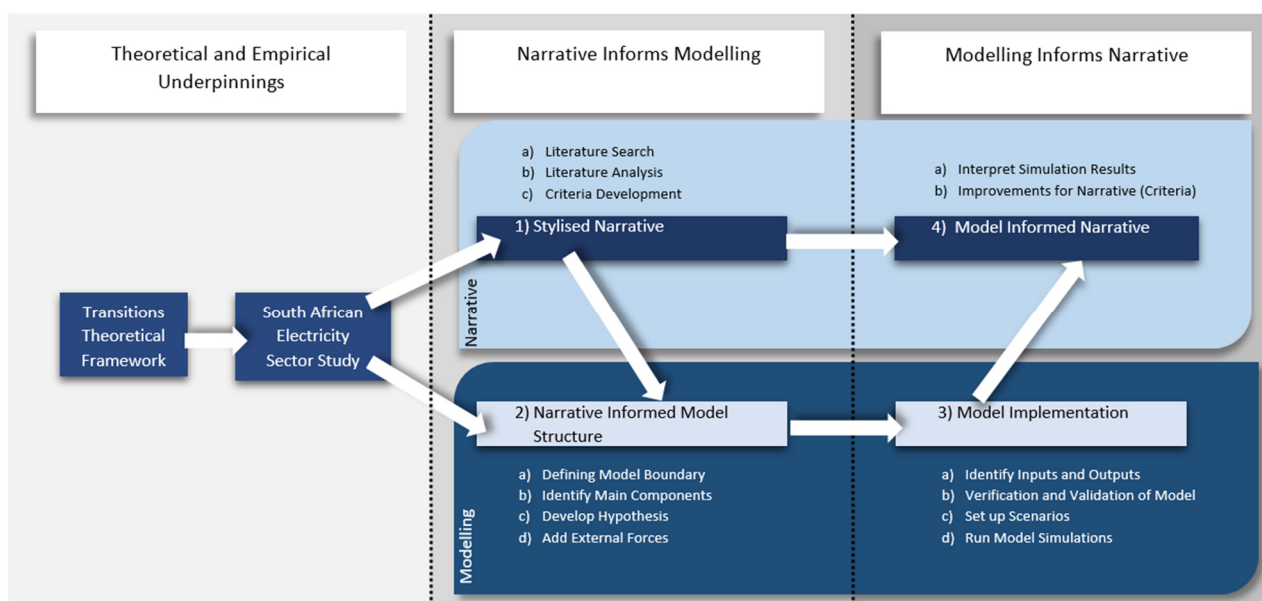 Theoretical and Empirical
Underpinnings
Narrative Informs Modelling
Modelling Informs Narrative
a) Literature Search
b) Literature Analysis
c) Criteria Development
a) Interpret Simulation Results
b) Improvements for Narrative (Criteria)
1) Stylised Narrative
4) Model Informed Narrative
Narrative
Transitions
Theoretical
Framework
South African
Electricity
Sector Study
2) Narrative Informed Model
Structure
3) Model Implementation
a) Defining Model Boundary
b) Identify Main Components
c) Develop Hypothesis
d) Add External Forces
a) Identify Inputs and Outputs
b) Verification and Validation of Model
c) Set up Scenarios
d) Run Model Simulations
Modelling